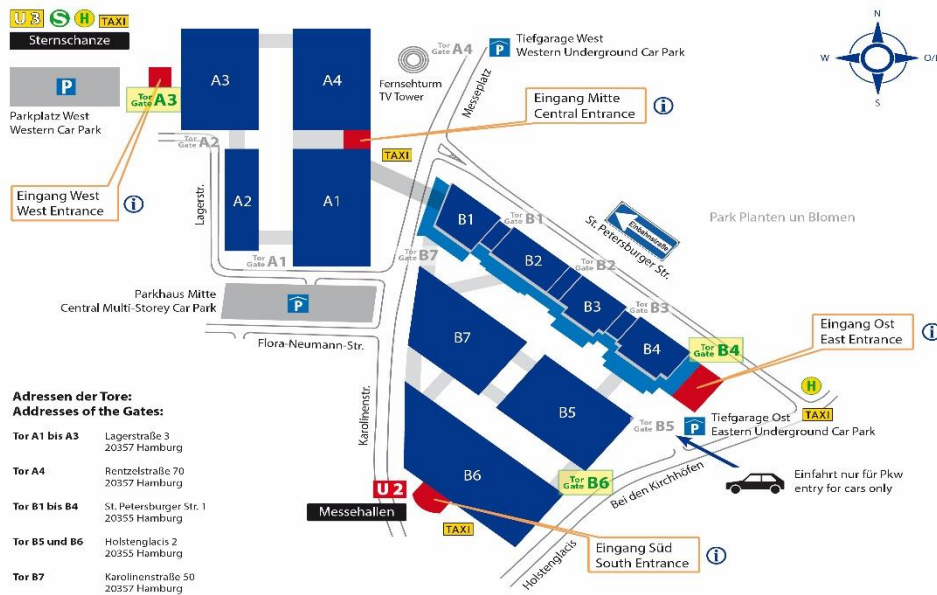 U3 S H TAXI
Sternschanze
P
Parkplatz West
Western Car Park
Tor
Gate A3
Eingang West
West Entrance
i
A3
A4
A2
A1
Tor
Gate A2
Lagerstr.
Tor
Gate A1
Fernsehturm
TV Tower
Tor
Gate A4
Messeplatz
P
Tiefgarage West
Western Underground Car Park
Eingang Mitte
Central Entrance
i
TAXI
N
W
O/E
S
B1
Tor
Gate B1
B2
Tor
Gate B2
B3
Tor
Gate B3
B4
Tor
Gate B4
Einbahnstraße
St. Petersburger Str.
Park Planten un Blomen
Tor
Gate B7
Parkhaus Mitte
Central Multi-Storey Car Park
P
Flora-Neumann-Str.
Karolinenstr.
B7
B5
B6
Eingang Ost
East Entrance
i
H
TAXI
Tor
Gate B5
P
Tiefgarage Ost
Eastern Underground Car Park
Einfahrt nur für Pkw
entry for cars only
Bei den Kirchhöfen
Tor
Gate B6
Holstenglacis
U2
Messehallen
TAXI
Eingang Süd
South Entrance
i
Adressen der Tore:
Addresses of the Gates:
Tor A1 bis A3 Lagerstraße 3
20357 Hamburg
Tor A4 Rentzelstraße 70
20357 Hamburg
Tor B1 bis B4 St. Petersburger Str. 1
20355 Hamburg
Tor B5 und B6 Holstenglacis 2
20355 Hamburg
Tor B7 Karolinenstraße 50
20357 Hamburg